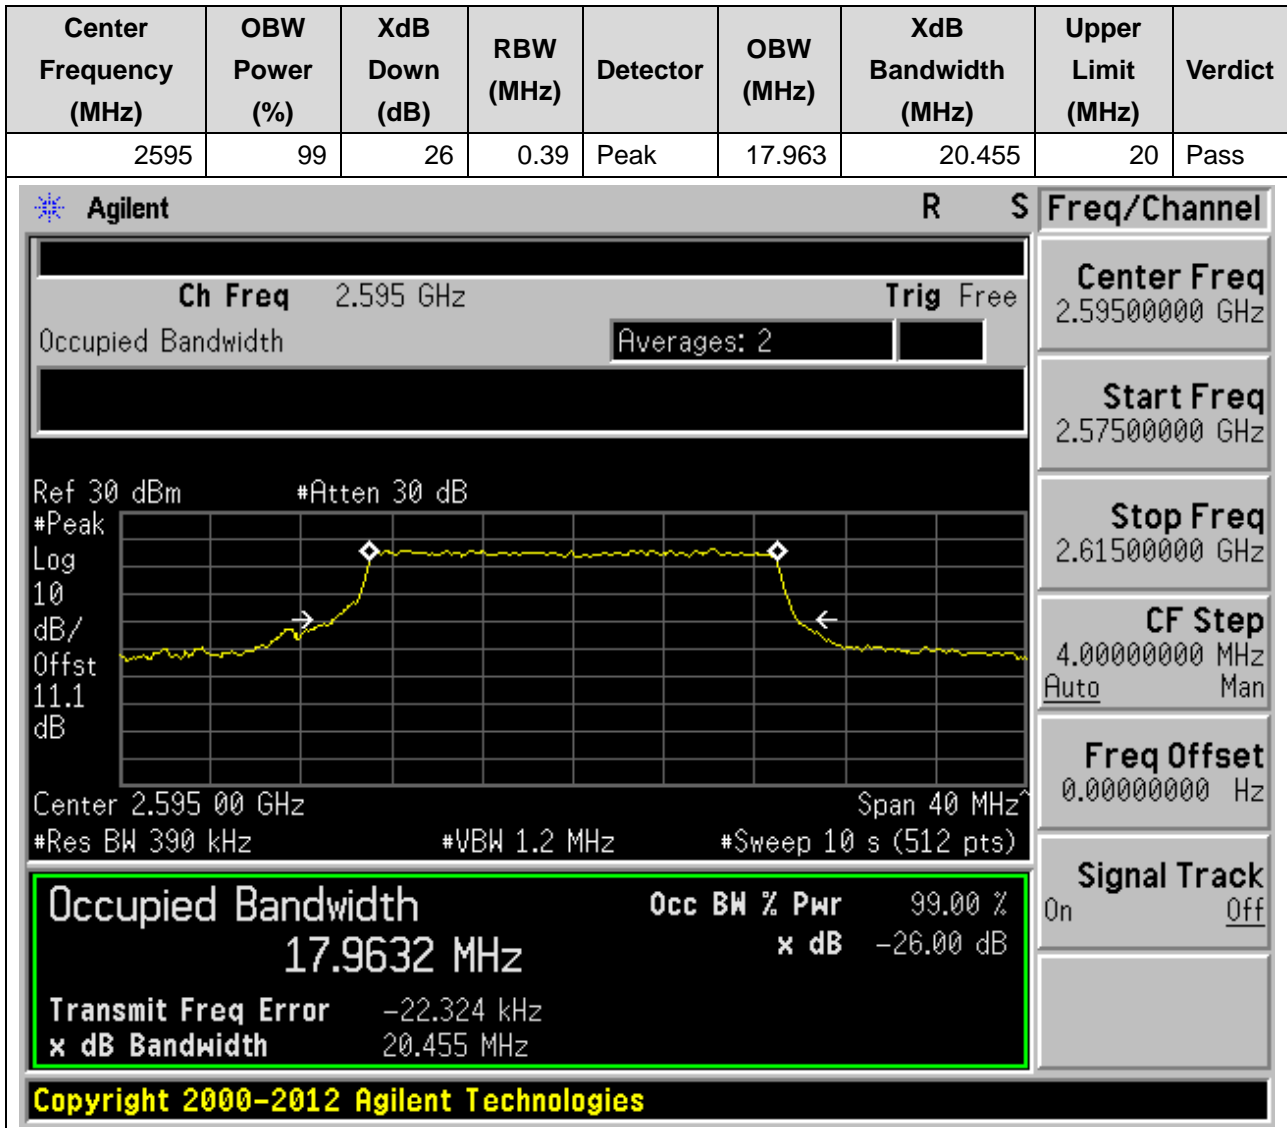 Center Frequency (MHz) OBW Power (%) XdB Down (dB) RBW (MHz) Detector OBW (MHz) XdB Bandwidth (MHz) Upper Limit (MHz) Verdict
2595 99 26 0.39 Peak 17.963 20.455 20 Pass
Agilent R S Freq/Channel
Ch Freq 2.595 GHz Trig Free
Occupied Bandwidth Averages: 2
Center Freq
2.59500000 GHz
Start Freq
2.57500000 GHz
Stop Freq
2.61500000 GHz
CF Step
4.00000000 MHz
Auto Man
Freq Offset
0.00000000 Hz
Signal Track
On Off
Ref 30 dBm #Atten 30 dB
#Peak
Log
10
dB/
Offst
11.1
dB
Center 2.595 00 GHz Span 40 MHz^
#Res BW 390 kHz #VBW 1.2 MHz #Sweep 10 s (512 pts)
Occupied Bandwidth Occ BW % Pwr 99.00 %
17.9632 MHz x dB -26.00 dB
Transmit Freq Error -22.324 kHz
x dB Bandwidth 20.455 MHz
Copyright 2000-2012 Agilent Technologies